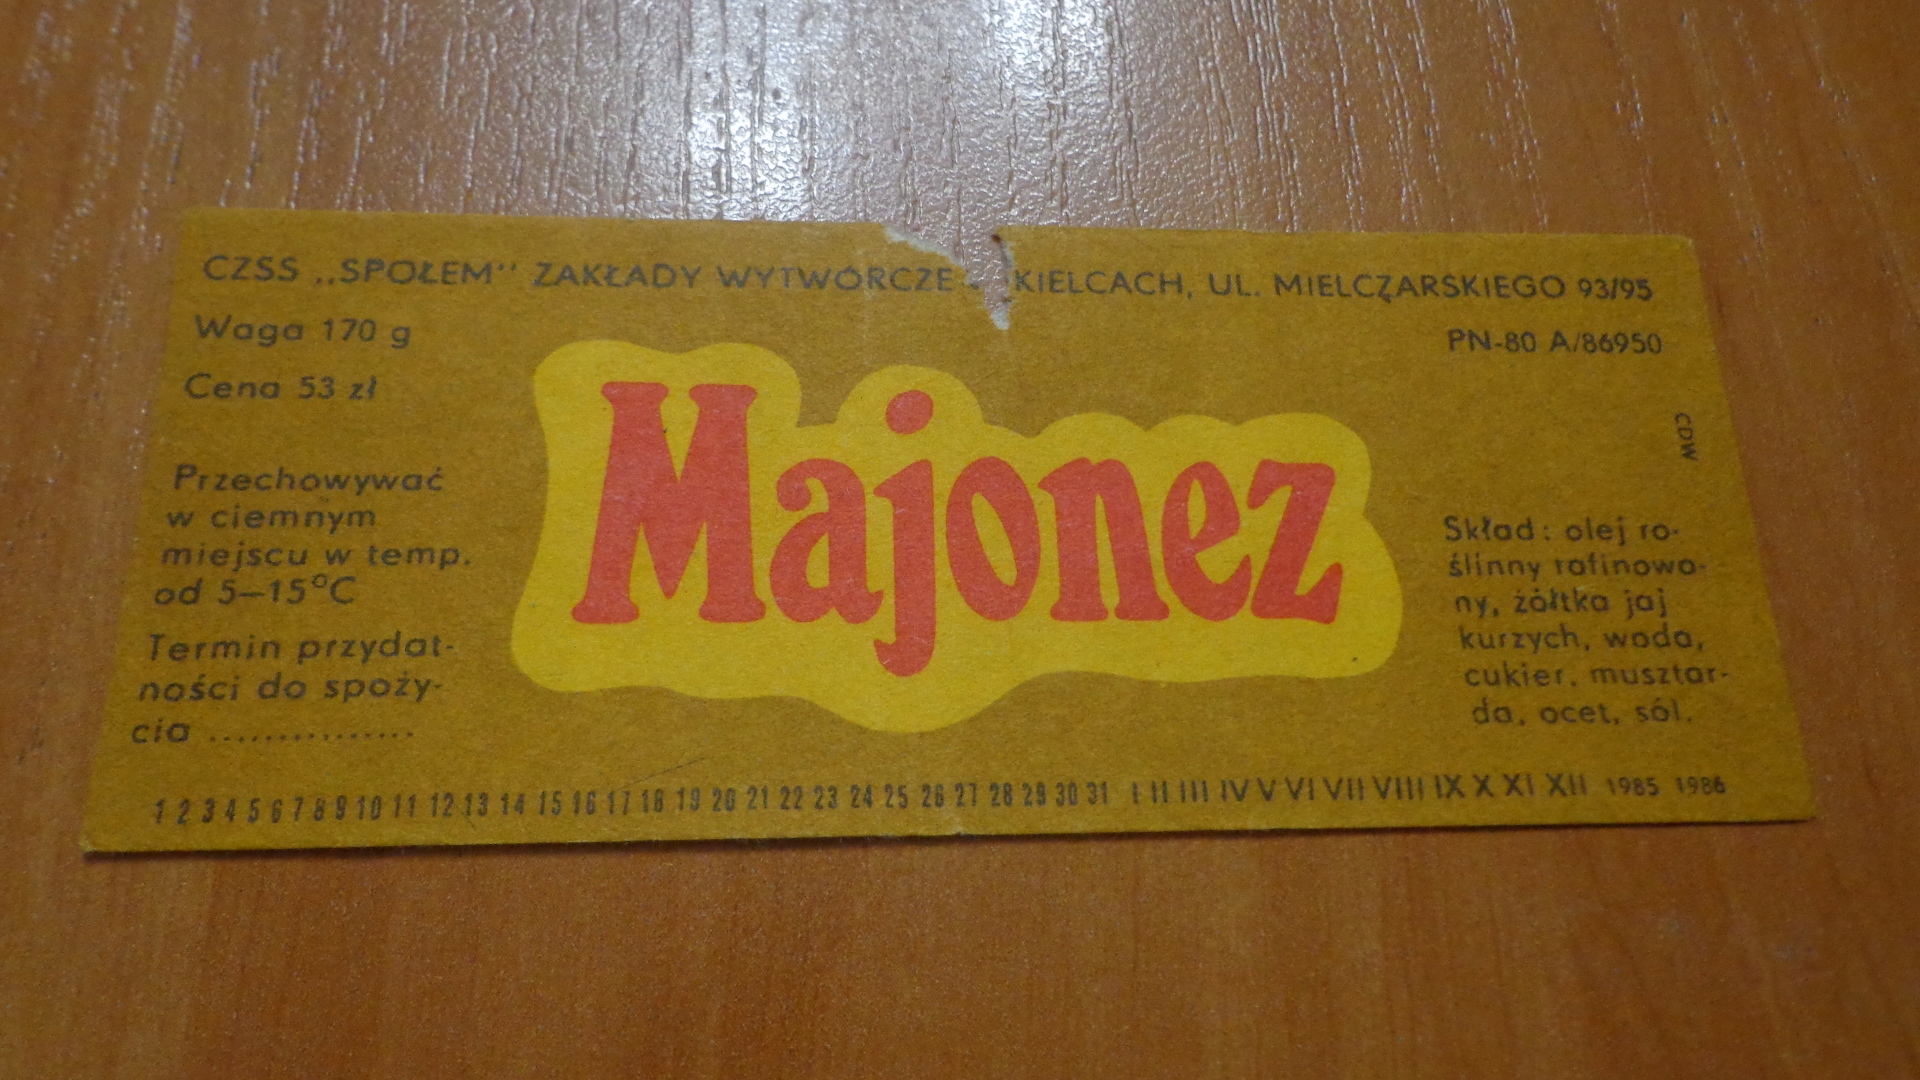 CZSS „SPOŁEM” ZAKŁADY WYTWÓRCZE KIELCACH, UL. MIELCZARSKIEGO 93/95
Waga 170 g
PN-80 A/86950
Cena 53 zł
CDW
Majonez
Przechowywać
w ciemnym
miejscu w temp.
od 5–15°C
Termin przydat-
ności do spoży-
cia ...............
Skład: olej ro-
ślinny rafinowa-
ny, żółtka jaj
kurzych, woda,
cukier, musztar-
da, ocet, sól.
1 2 3 4 5 6 7 8 9 10 11 12 13 14 15 16 17 18 19 20 21 22 23 24 25 26 27 28 29 30 31 I II III IV V VI VII VIII IX X XI XII 1985 1986